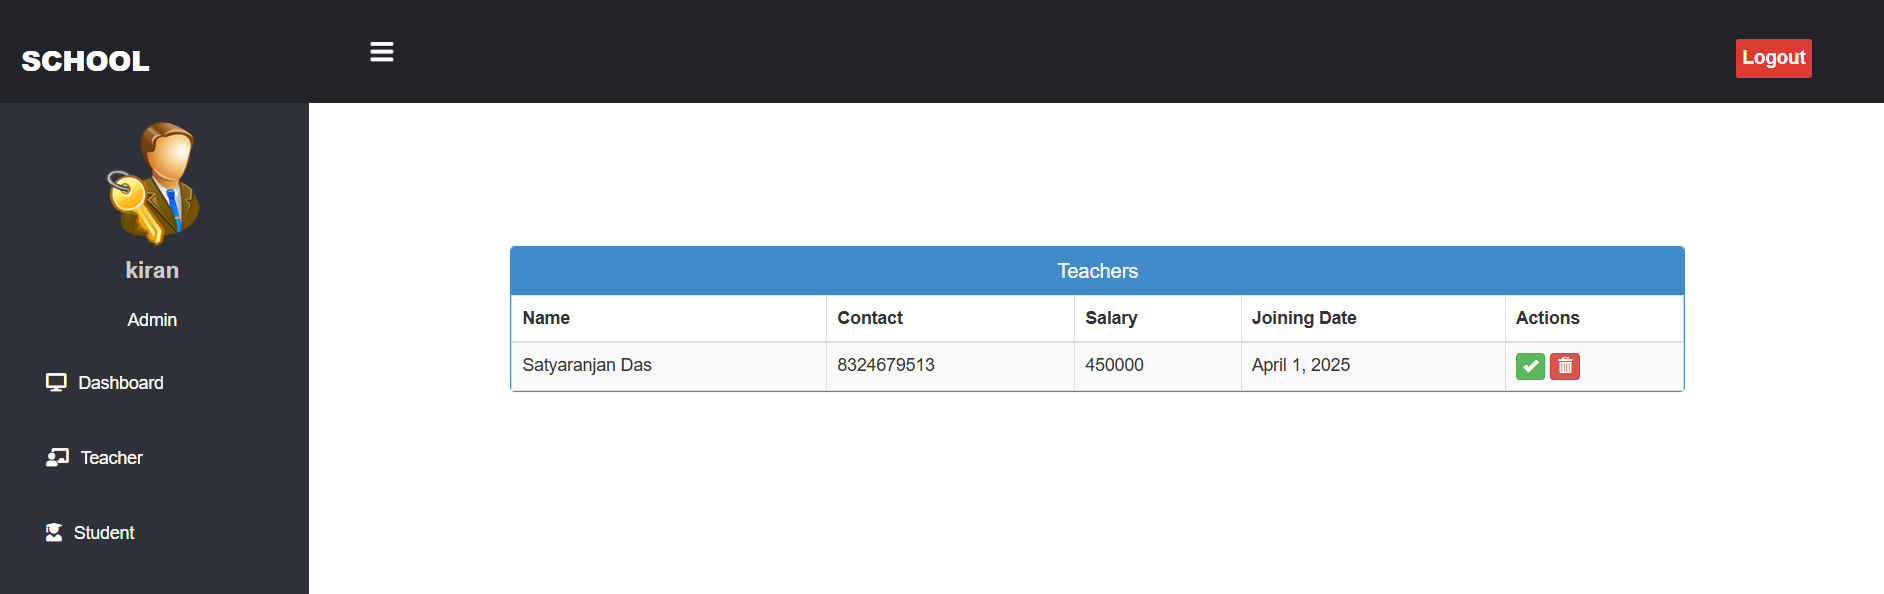 SCHOOL
Logout
kiran
Admin
Dashboard
Teacher
Student
Teachers
Name Contact Salary Joining Date Actions
Satyaranjan Das 8324679513 450000 April 1, 2025